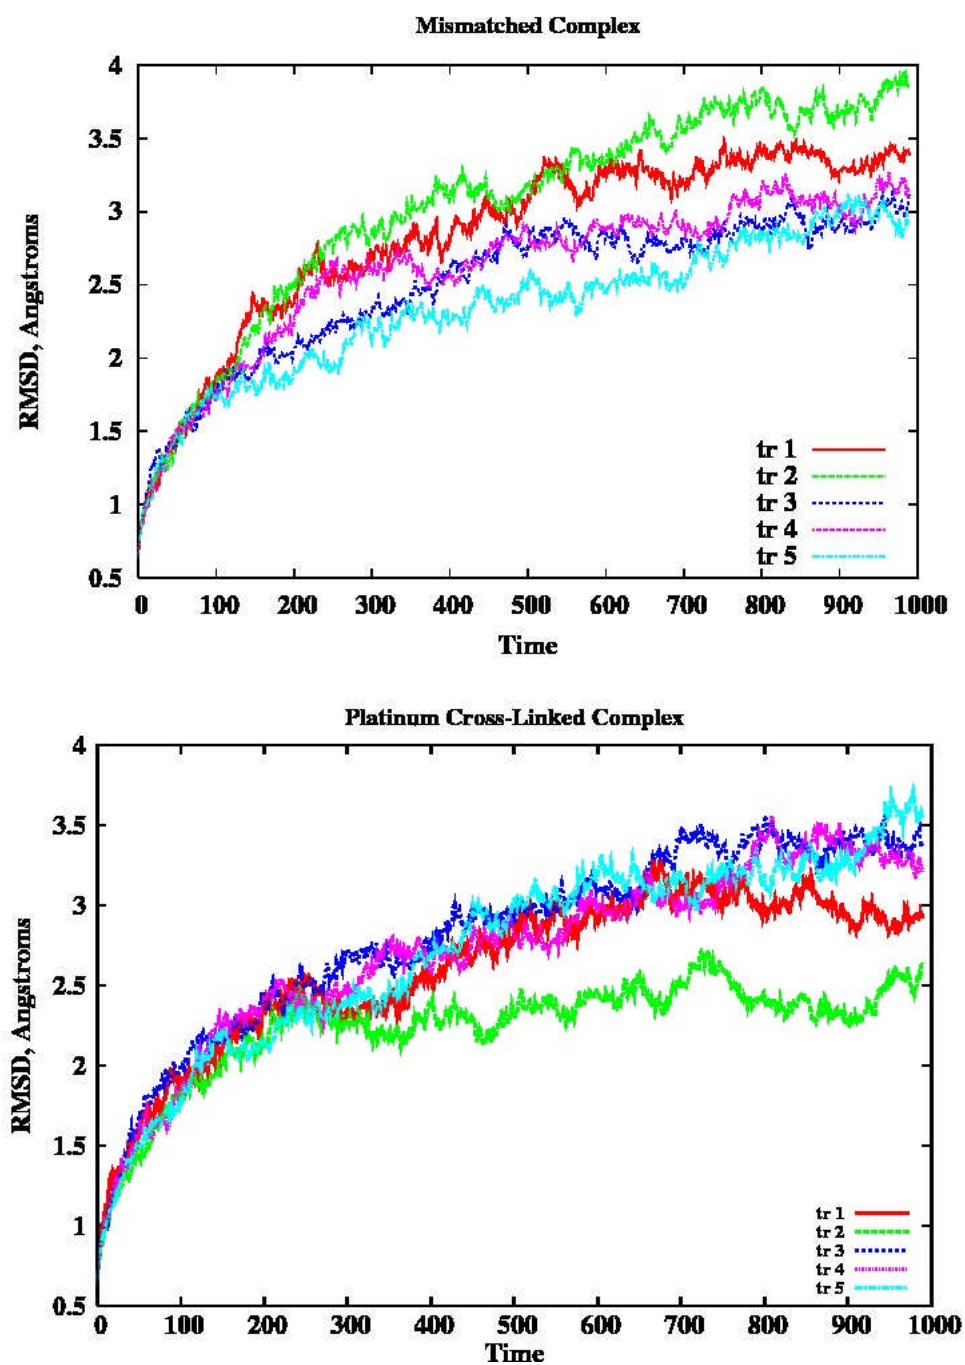 Mismatched Complex
4
3.5
3
2.5
2
1.5
1
0.5
RMSD, Angstroms
tr 1
tr 2
tr 3
tr 4
tr 5
0 100 200 300 400 500 600 700 800 900 1000
Time
Platinum Cross-Linked Complex
4
3.5
3
2.5
2
1.5
1
0.5
RMSD, Angstroms
tr 1
tr 2
tr 3
tr 4
tr 5
0 100 200 300 400 500 600 700 800 900 1000
Time